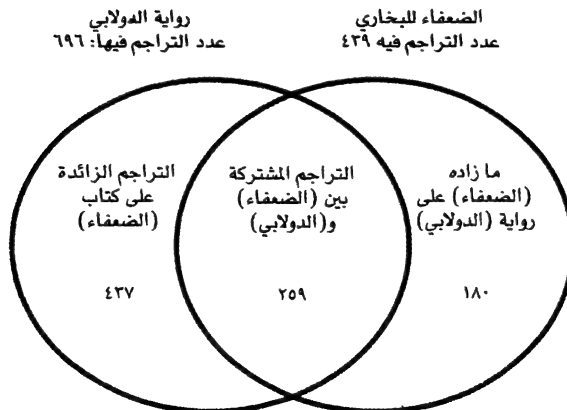 الضعفاء للبخاري
عدد التراجم فيه ٤٣٩
رواية الدولابي
عدد التراجم فيها: ٦٩٦
ما زاده
(الضعفاء) على
رواية (الدولابي)
١٨٠
التراجم المشتركة
بين (الضعفاء)
و(الدولابي)
٢٥٩
التراجم الزائدة
على كتاب
(الضعفاء)
٤٣٧